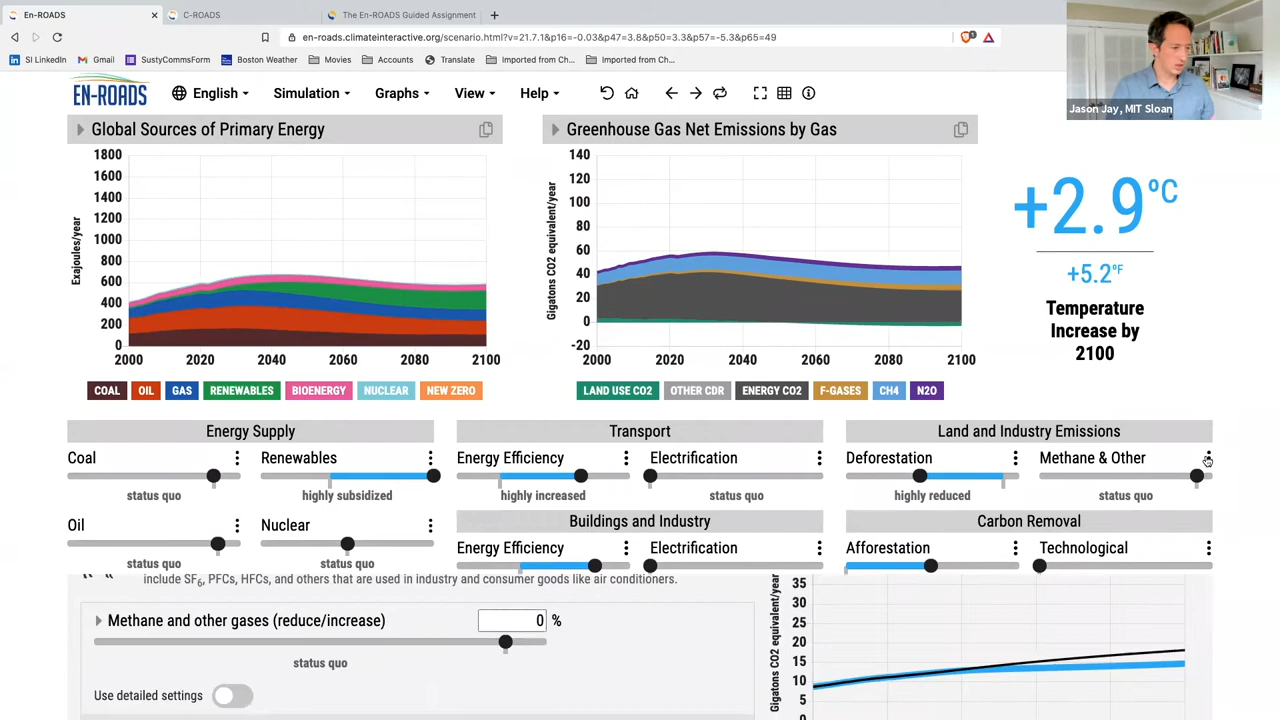 En-ROADS
C-ROADS
The En-ROADS Guided Assignment
en-roads.climateinteractive.org/scenario.html?v=21.7.1&p16=-0.03&p47=3.8&p50=3.3&p57=-5.3&p65=49
1
SI LinkedIn
Gmail
SustyCommsForm
Boston Weather
Movies
Accounts
Translate
Imported from Ch...
Imported from Ch...
Jason Jay, MIT Sloan
EN-ROADS
English
Simulation
Graphs
View
Help
Global Sources of Primary Energy
1800
1600
1400
1200
1000
800
600
400
200
0
Exajoules/year
2000 2020 2040 2060 2080 2100
COAL OIL GAS RENEWABLES BIOENERGY NUCLEAR NEW ZERO
Greenhouse Gas Net Emissions by Gas
140
120
100
80
60
40
20
0
-20
Gigatons CO2 equivalent/year
2000 2020 2040 2060 2080 2100
LAND USE CO2 OTHER CDR ENERGY CO2 F-GASES CH4 N2O
+2.9ºC
+5.2°F
Temperature
Increase by
2100
Energy Supply
Coal
status quo
Renewables
highly subsidized
Oil
status quo
Nuclear
status quo
Transport
Energy Efficiency
highly increased
Electrification
status quo
Buildings and Industry
Energy Efficiency
Electrification
Land and Industry Emissions
Deforestation
highly reduced
Methane & Other
status quo
Carbon Removal
Afforestation
Technological
include SF6, PFCs, HFCs, and others that are used in industry and consumer goods like air conditioners.
Methane and other gases (reduce/increase)
0 %
status quo
Use detailed settings
Gigatons CO2 equivalent/year
35
30
25
20
15
10
5
0